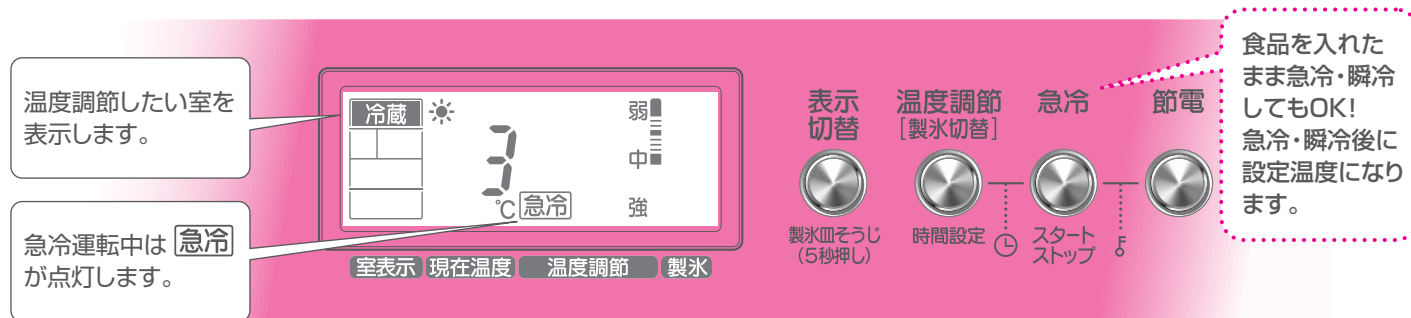 温度調節したい室を
表示します。
急冷運転中は 急冷
が点灯します。
冷蔵
3
℃
急冷
弱
中
強
室表示
現在温度
温度調節
製氷
表示
切替
製氷皿そうじ
(5秒押し)
温度調節
[製氷切替]
時間設定
急冷
スタート
ストップ
節電
食品を入れた
まま急冷・瞬冷
してもOK!
急冷・瞬冷後に
設定温度になり
ます。